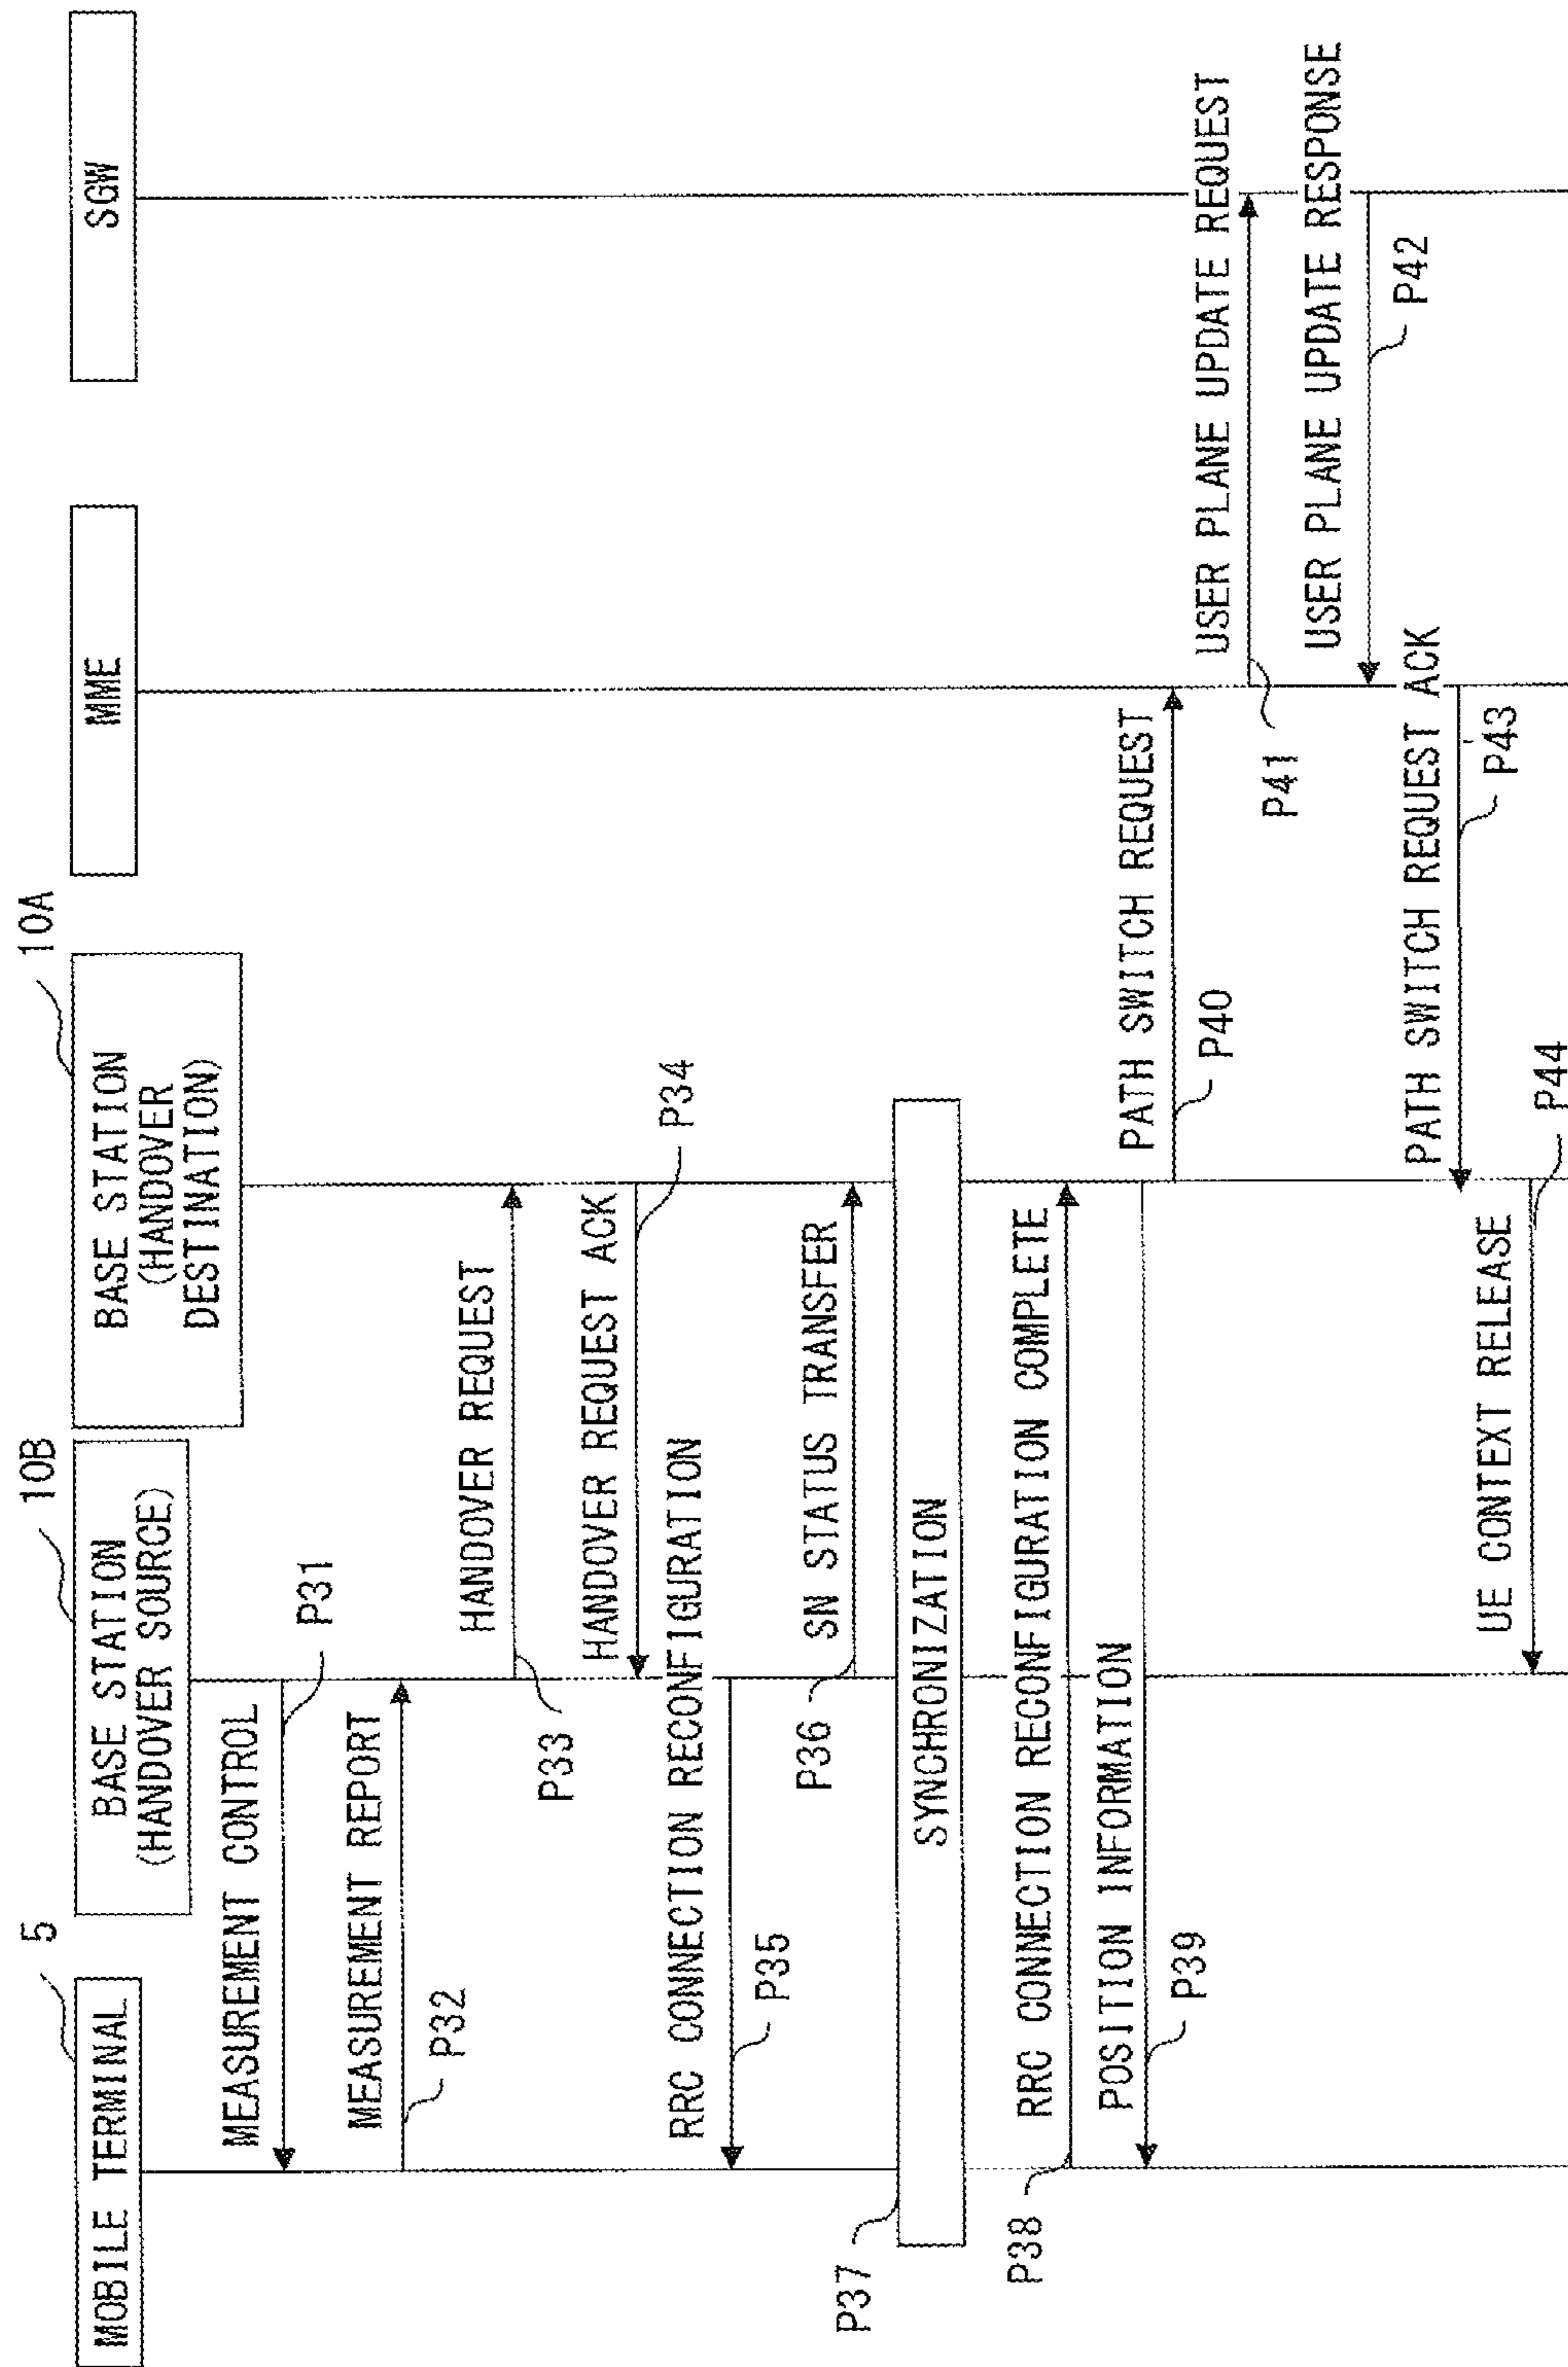 5
MOBILE TERMINAL
10B
BASE STATION
(HANDOVER SOURCE)
10A
BASE STATION
(HANDOVER
DESTINATION)
MME
SGW
MEASUREMENT CONTROL
P31
MEASUREMENT REPORT
P32
HANDOVER REQUEST
P33
HANDOVER REQUEST ACK
P34
RRC CONNECTION RECONFIGURATION
P35
SN STATUS TRANSFER
P36
SYNCHRONIZATION
P37
RRC CONNECTION RECONFIGURATION COMPLETE
P38
POSITION INFORMATION
P39
PATH SWITCH REQUEST
P40
USER PLANE UPDATE REQUEST
P41
USER PLANE UPDATE RESPONSE
P42
PATH SWITCH REQUEST ACK
P43
UE CONTEXT RELEASE
P44